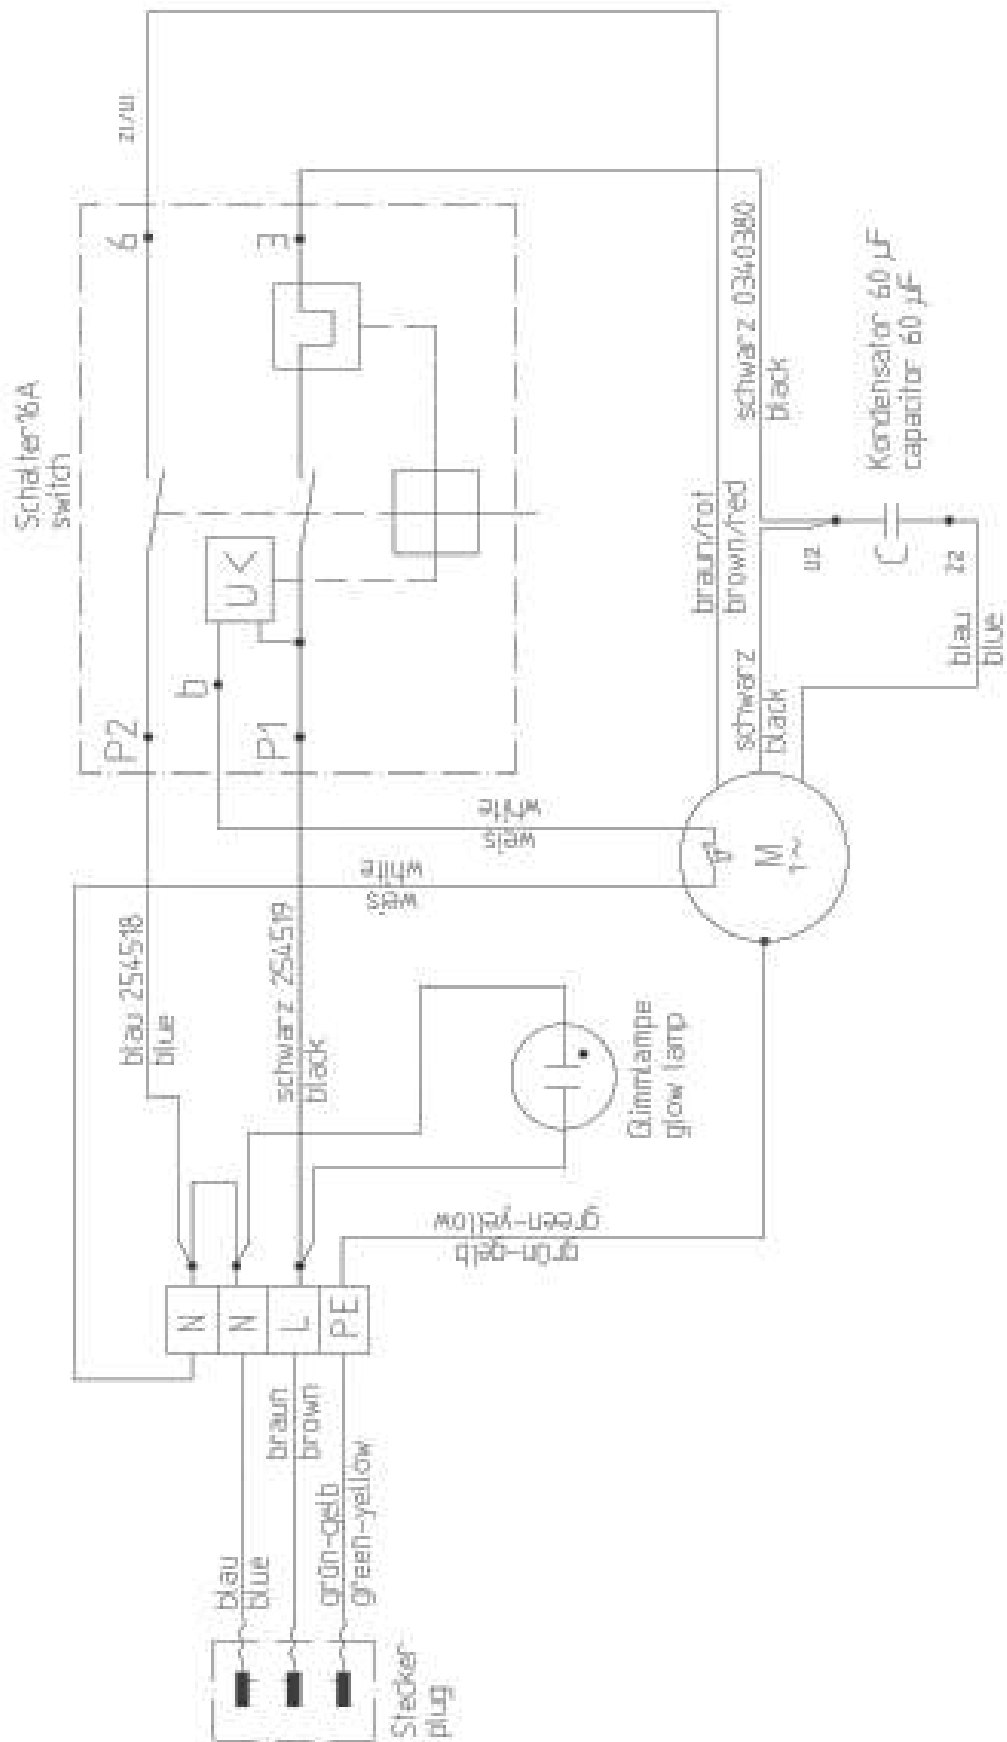 Schalter 16A
switch
6
3
P2
P1
b
U<
blau 254518
blue
schwarz 254519
black
weis
white
weis
white
schwarz 0340380
black
braun/rot
brown/red
schwarz
black
U2
C
Z2
Kondensator 60 µF
capacitor 60 µF
blau
blue
M
1~
Glimmlampe
glow lamp
grün-gelb
green-yellow
N
N
L
PE
blau
blue
braun
brown
grün-gelb
green-yellow
Stecker
plug